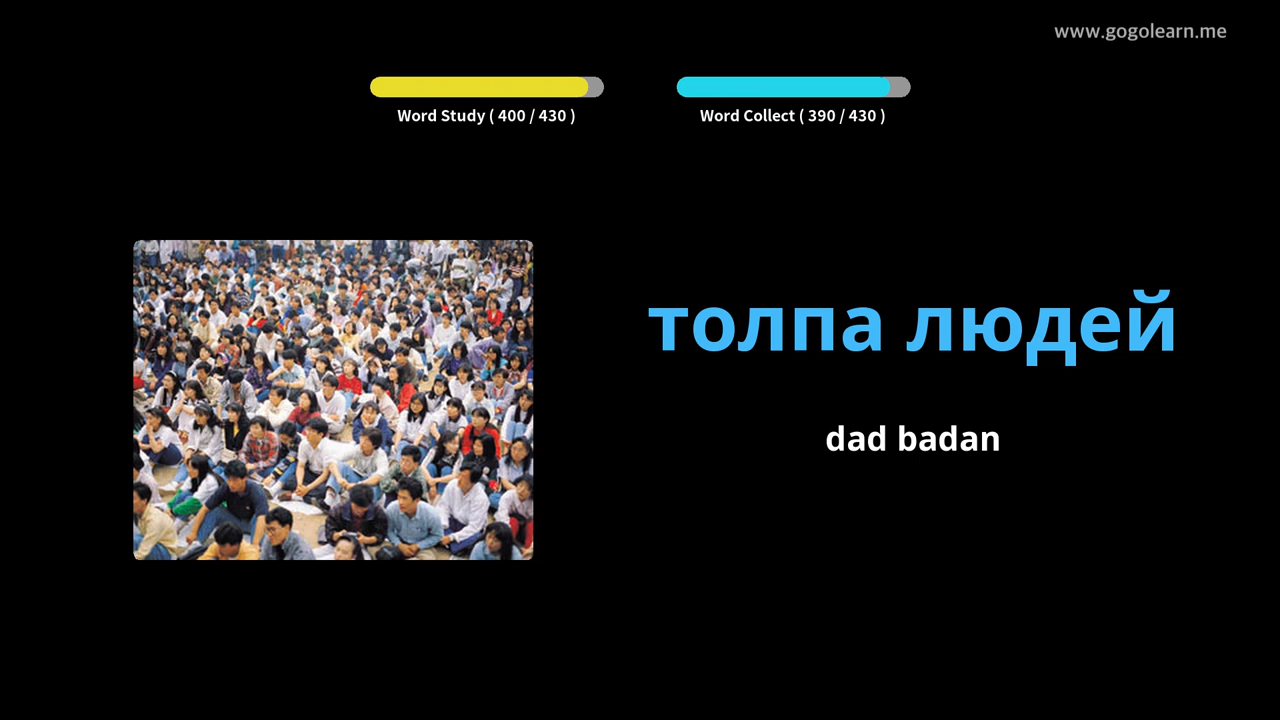 www.gogolearn.me
Word Study ( 400 / 430 )
Word Collect ( 390 / 430 )
толпа людей
dad badan